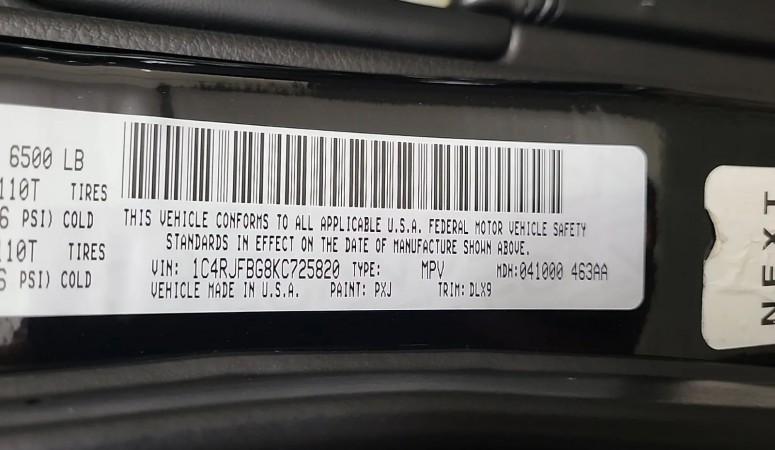 6500 LB
110T TIRES
6 PSI) COLD
110T TIRES
6 PSI) COLD
THIS VEHICLE CONFORMS TO ALL APPLICABLE U.S.A. FEDERAL MOTOR VEHICLE SAFETY
STANDARDS IN EFFECT ON THE DATE OF MANUFACTURE SHOWN ABOVE.
VIN: 1C4RJFBG8KC725820 TYPE: MPV MDH:041000 463AA
VEHICLE MADE IN U.S.A. PAINT: PXJ TRIM: DLX9
NEXT